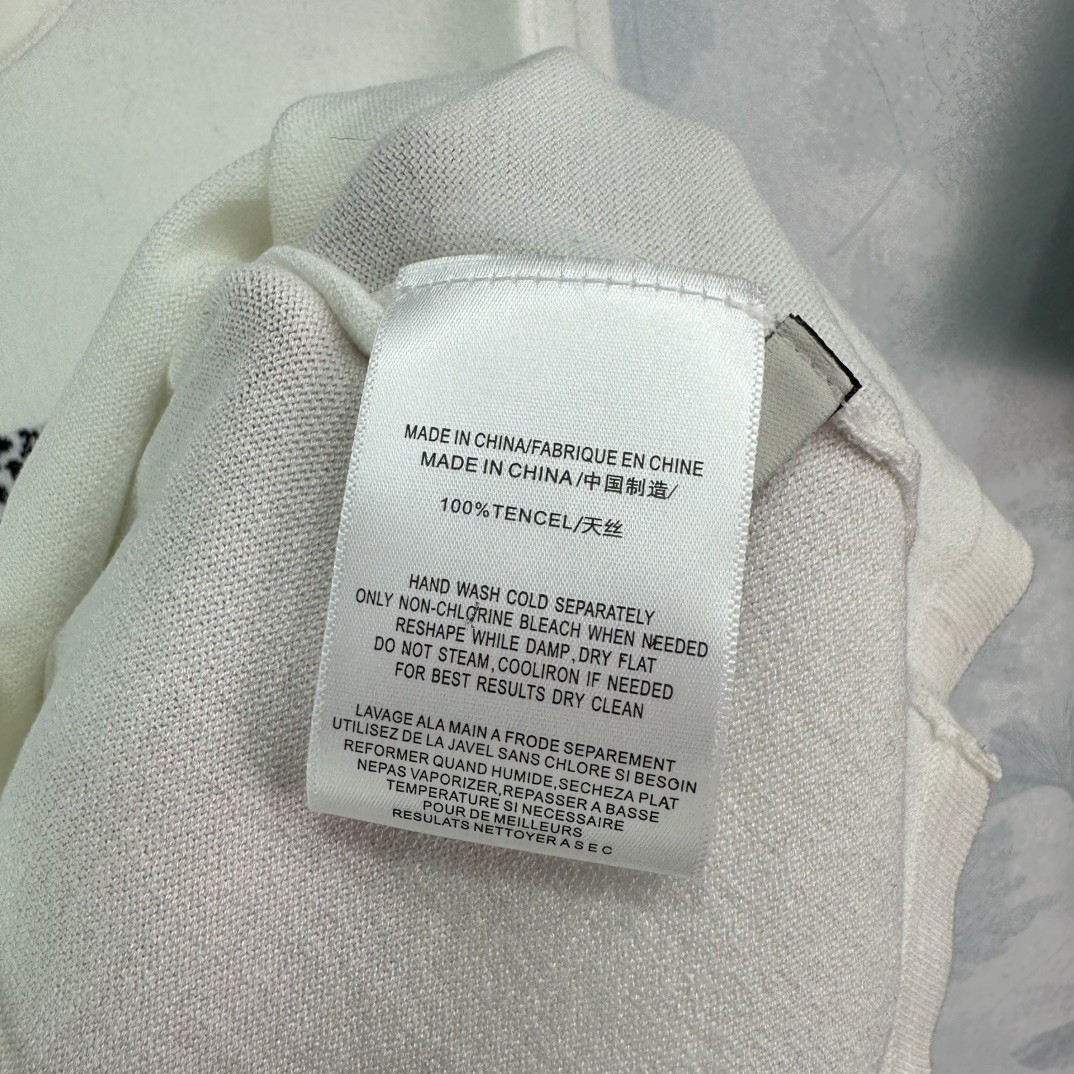 MADE IN CHINA/FABRIQUE EN CHINE
MADE IN CHINA/中国制造/
100%TENCEL/天丝
HAND WASH COLD SEPARATELY
ONLY NON-CHLORINE BLEACH WHEN NEEDED
RESHAPE WHILE DAMP,DRY FLAT
DO NOT STEAM,COOLIRON IF NEEDED
FOR BEST RESULTS DRY CLEAN
LAVAGE ALA MAIN A FRODE SEPAREMENT
UTILISEZ DE LA JAVEL SANS CHLORE SI BESOIN
REFORMER QUAND HUMIDE,SECHEZA PLAT
NEPAS VAPORIZER,REPASSER A BASSE
TEMPERATURE SI NECESSAIRE
POUR DE MEILLEURS
RESULATS NETTOYER A SEC